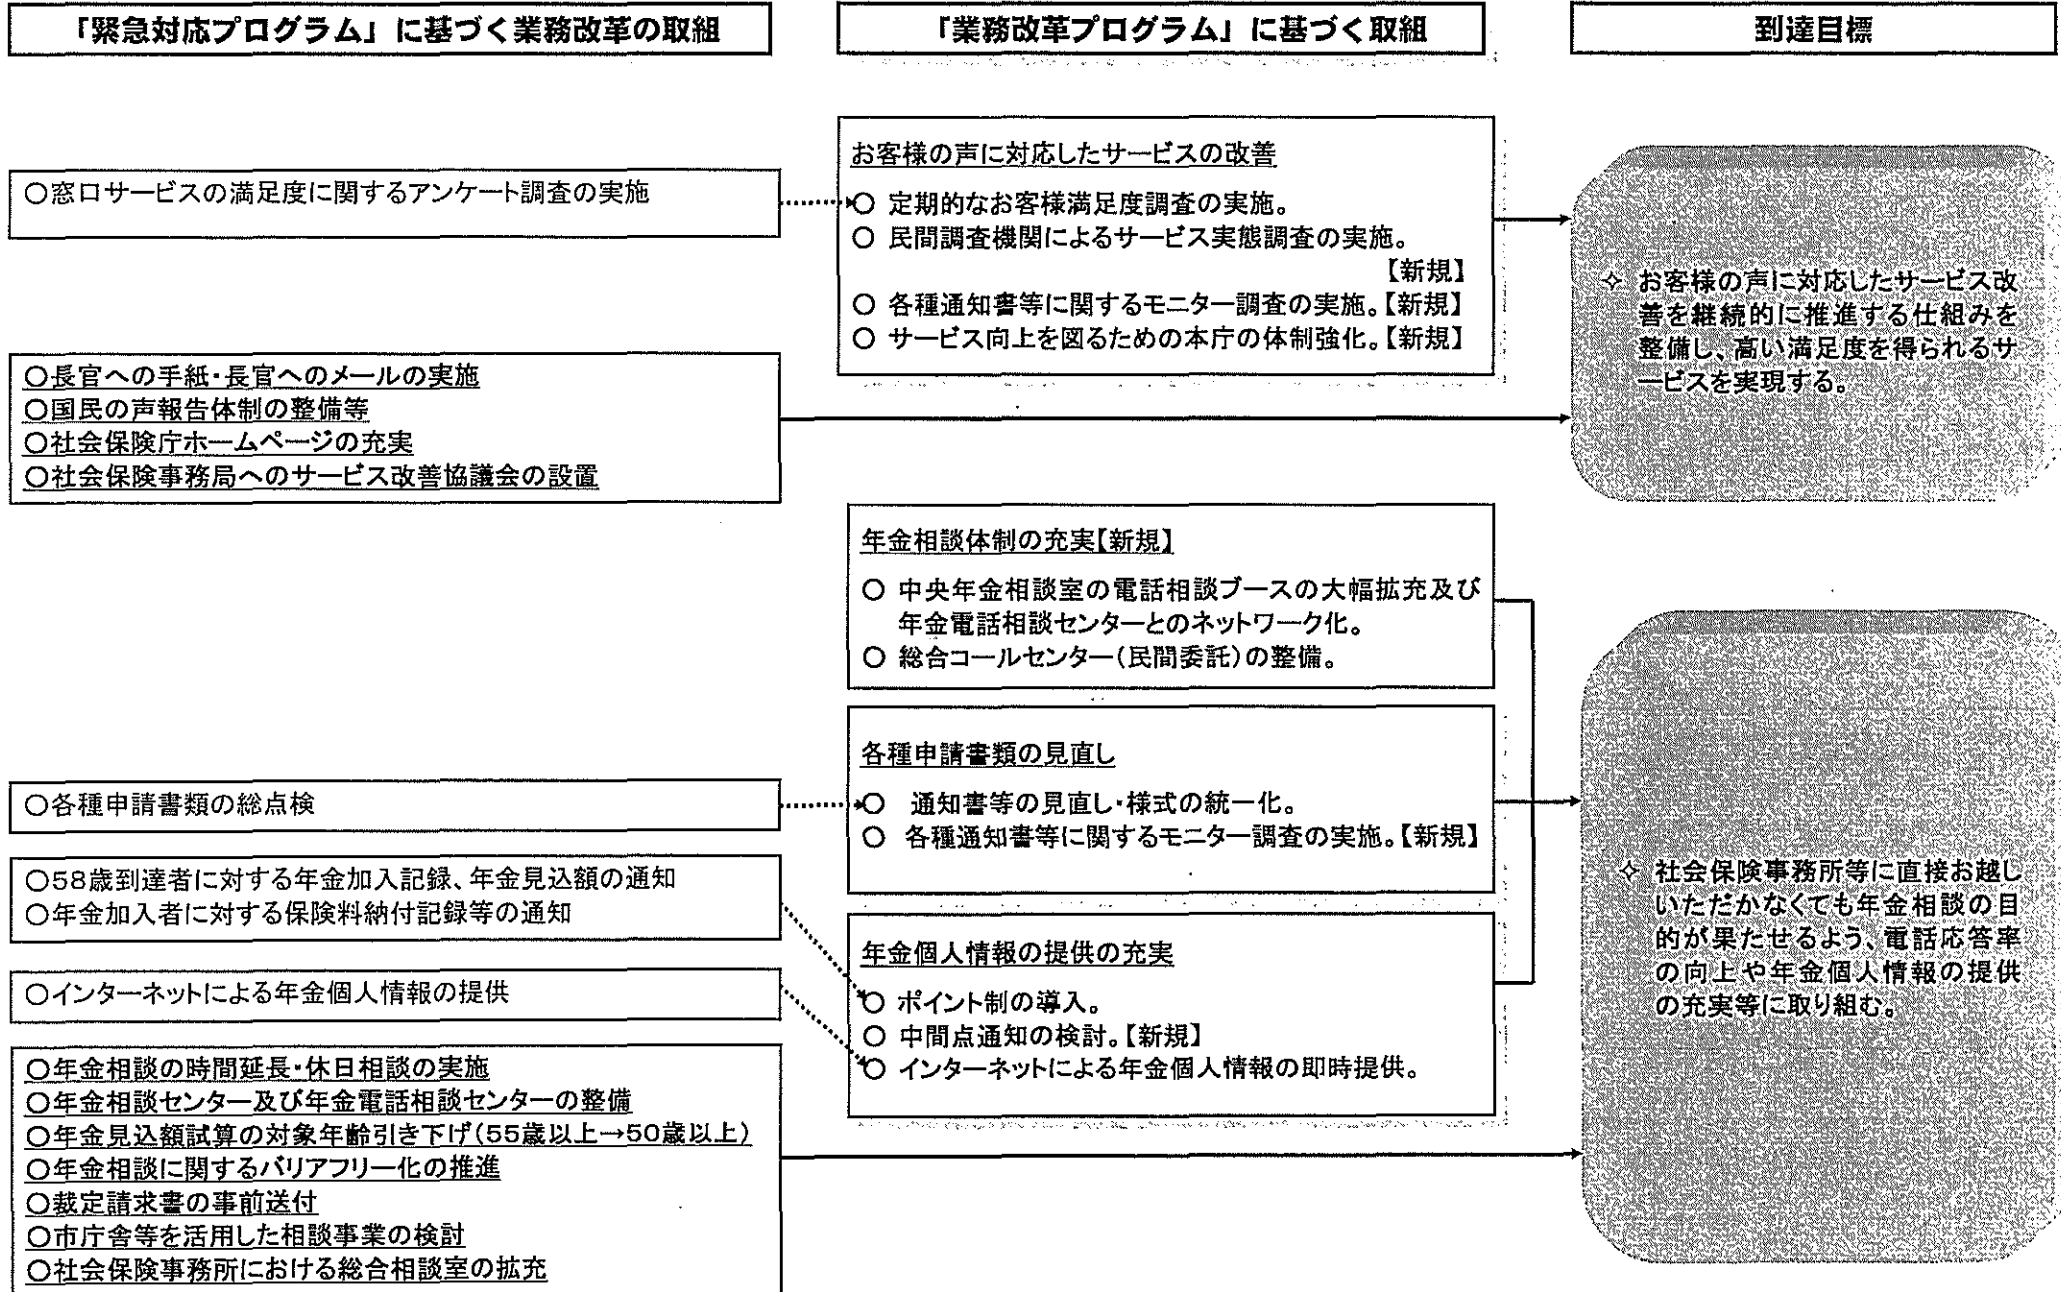 「緊急対応プログラム」に基づく業務改革の取組
「業務改革プログラム」に基づく取組
到達目標
○窓口サービスの満足度に関するアンケート調査の実施
○長官への手紙・長官へのメールの実施
○国民の声報告体制の整備等
○社会保険庁ホームページの充実
○社会保険事務局へのサービス改善協議会の設置
お客様の声に対応したサービスの改善
○ 定期的なお客様満足度調査の実施。
○ 民間調査機関によるサービス実態調査の実施。
【新規】
○ 各種通知書等に関するモニター調査の実施。【新規】
○ サービス向上を図るための本庁の体制強化。【新規】
✧ お客様の声に対応したサービス改
善を継続的に推進する仕組みを
整備し、高い満足度を得られるサ
ービスを実現する。
年金相談体制の充実【新規】
○ 中央年金相談室の電話相談ブースの大幅拡充及び
年金電話相談センターとのネットワーク化。
○ 総合コールセンター(民間委託)の整備。
○各種申請書類の総点検
各種申請書類の見直し
○ 通知書等の見直し・様式の統一化。
○ 各種通知書等に関するモニター調査の実施。【新規】
○58歳到達者に対する年金加入記録、年金見込額の通知
○年金加入者に対する保険料納付記録等の通知
○インターネットによる年金個人情報の提供
年金個人情報の提供の充実
○ ポイント制の導入。
○ 中間点通知の検討。【新規】
○ インターネットによる年金個人情報の即時提供。
○年金相談の時間延長・休日相談の実施
○年金相談センター及び年金電話相談センターの整備
○年金見込額試算の対象年齢引き下げ(55歳以上→50歳以上)
○年金相談に関するバリアフリー化の推進
○裁定請求書の事前送付
○市庁舎等を活用した相談事業の検討
○社会保険事務所における総合相談室の拡充
✧ 社会保険事務所等に直接お越し
いただかなくても年金相談の目
的が果たせるよう、電話応答率
の向上や年金個人情報の提供
の充実等に取り組む。